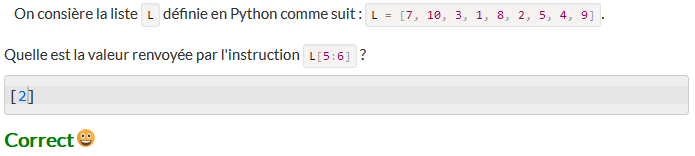 On consière la liste L définie en Python comme suit : L = [7, 10, 3, 1, 8, 2, 5, 4, 9] .
Quelle est la valeur renvoyée par l'instruction L[5:6] ?
[2]
Correct😀